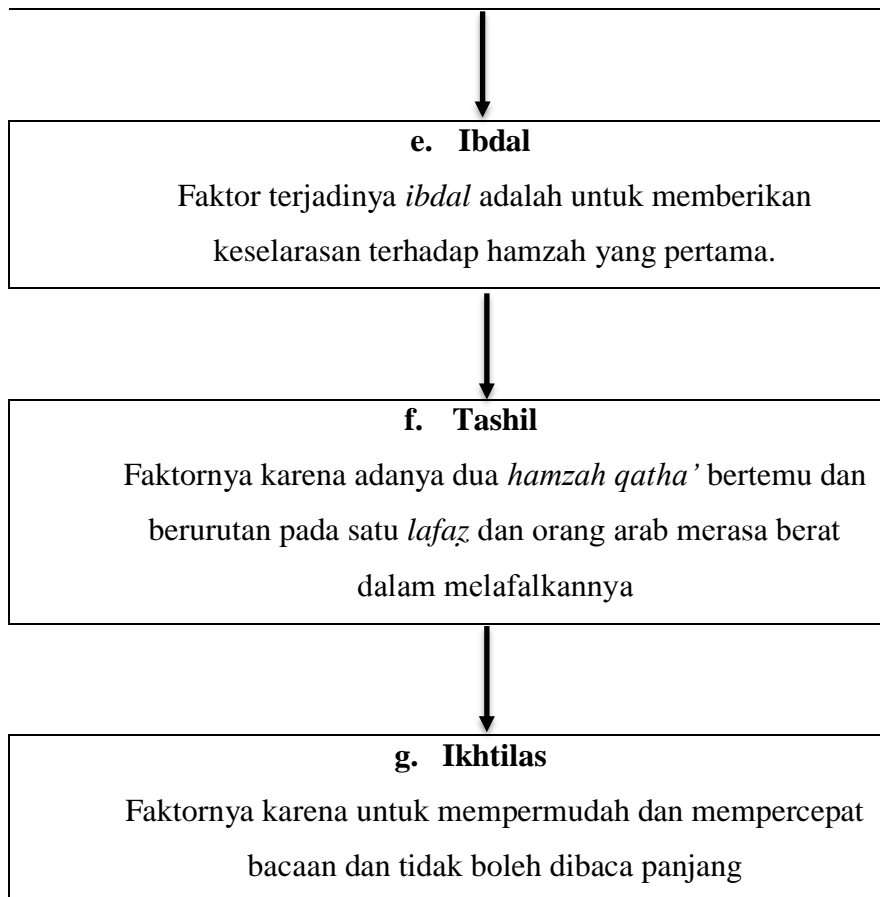 e. Ibdal
Faktor terjadinya ibdal adalah untuk memberikan
keselarasan terhadap hamzah yang pertama.
f. Tashil
Faktornya karena adanya dua hamzah qatha’ bertemu dan
berurutan pada satu lafaẓ dan orang arab merasa berat
dalam melafalkannya
g. Ikhtilas
Faktornya karena untuk mempermudah dan mempercepat
bacaan dan tidak boleh dibaca panjang